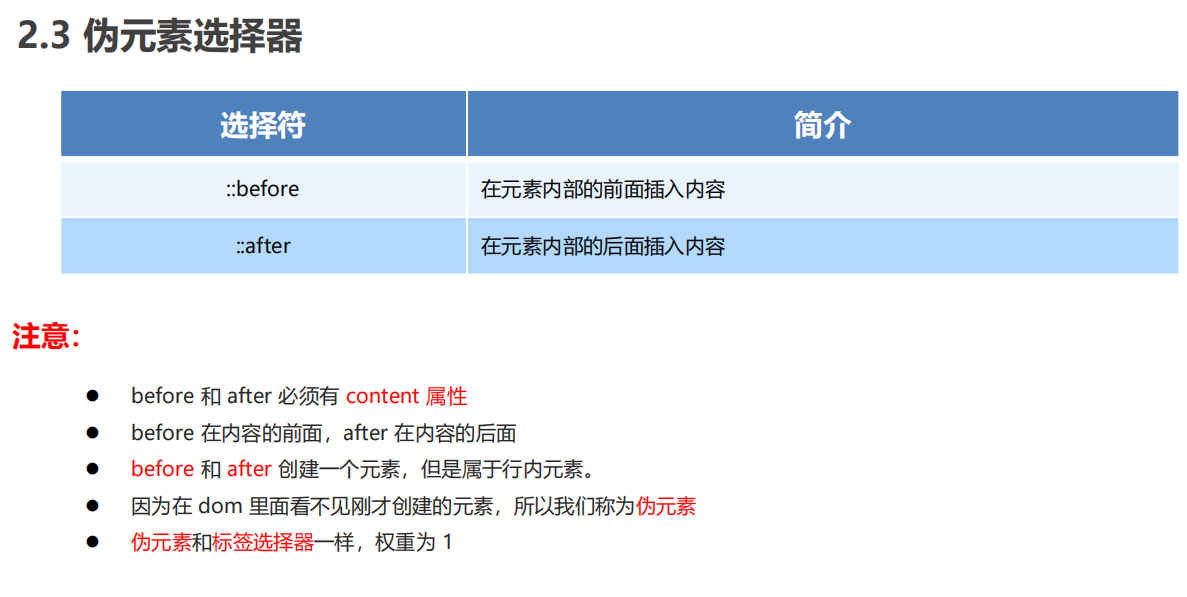 2.3 伪元素选择器
选择符 简介
::before 在元素内部的前面插入内容
::after 在元素内部的后面插入内容
注意：
● before 和 after 必须有 content 属性
● before 在内容的前面，after 在内容的后面
● before 和 after 创建一个元素，但是属于行内元素。
● 因为在 dom 里面看不见刚才创建的元素，所以我们称为伪元素
● 伪元素和标签选择器一样，权重为 1